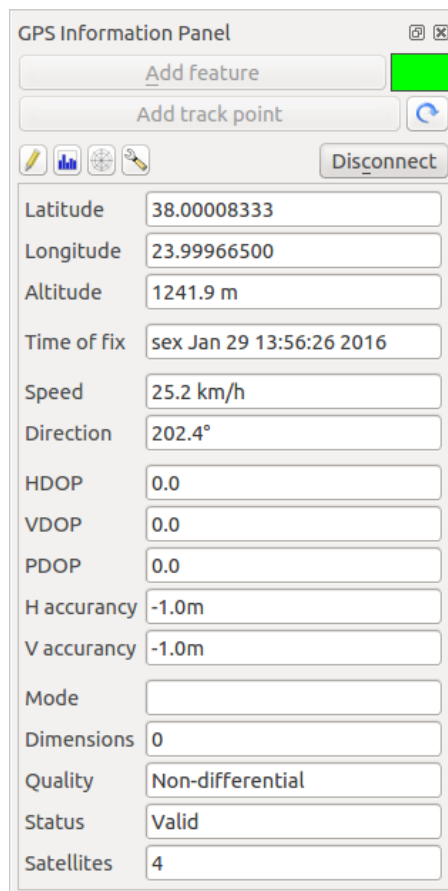 GPS Information Panel
Add feature
Add track point
Disconnect
Latitude 38.00008333
Longitude 23.99966500
Altitude 1241.9 m
Time of fix sex Jan 29 13:56:26 2016
Speed 25.2 km/h
Direction 202.4°
HDOP 0.0
VDOP 0.0
PDOP 0.0
H accurancy -1.0m
V accurancy -1.0m
Mode
Dimensions 0
Quality Non-differential
Status Valid
Satellites 4